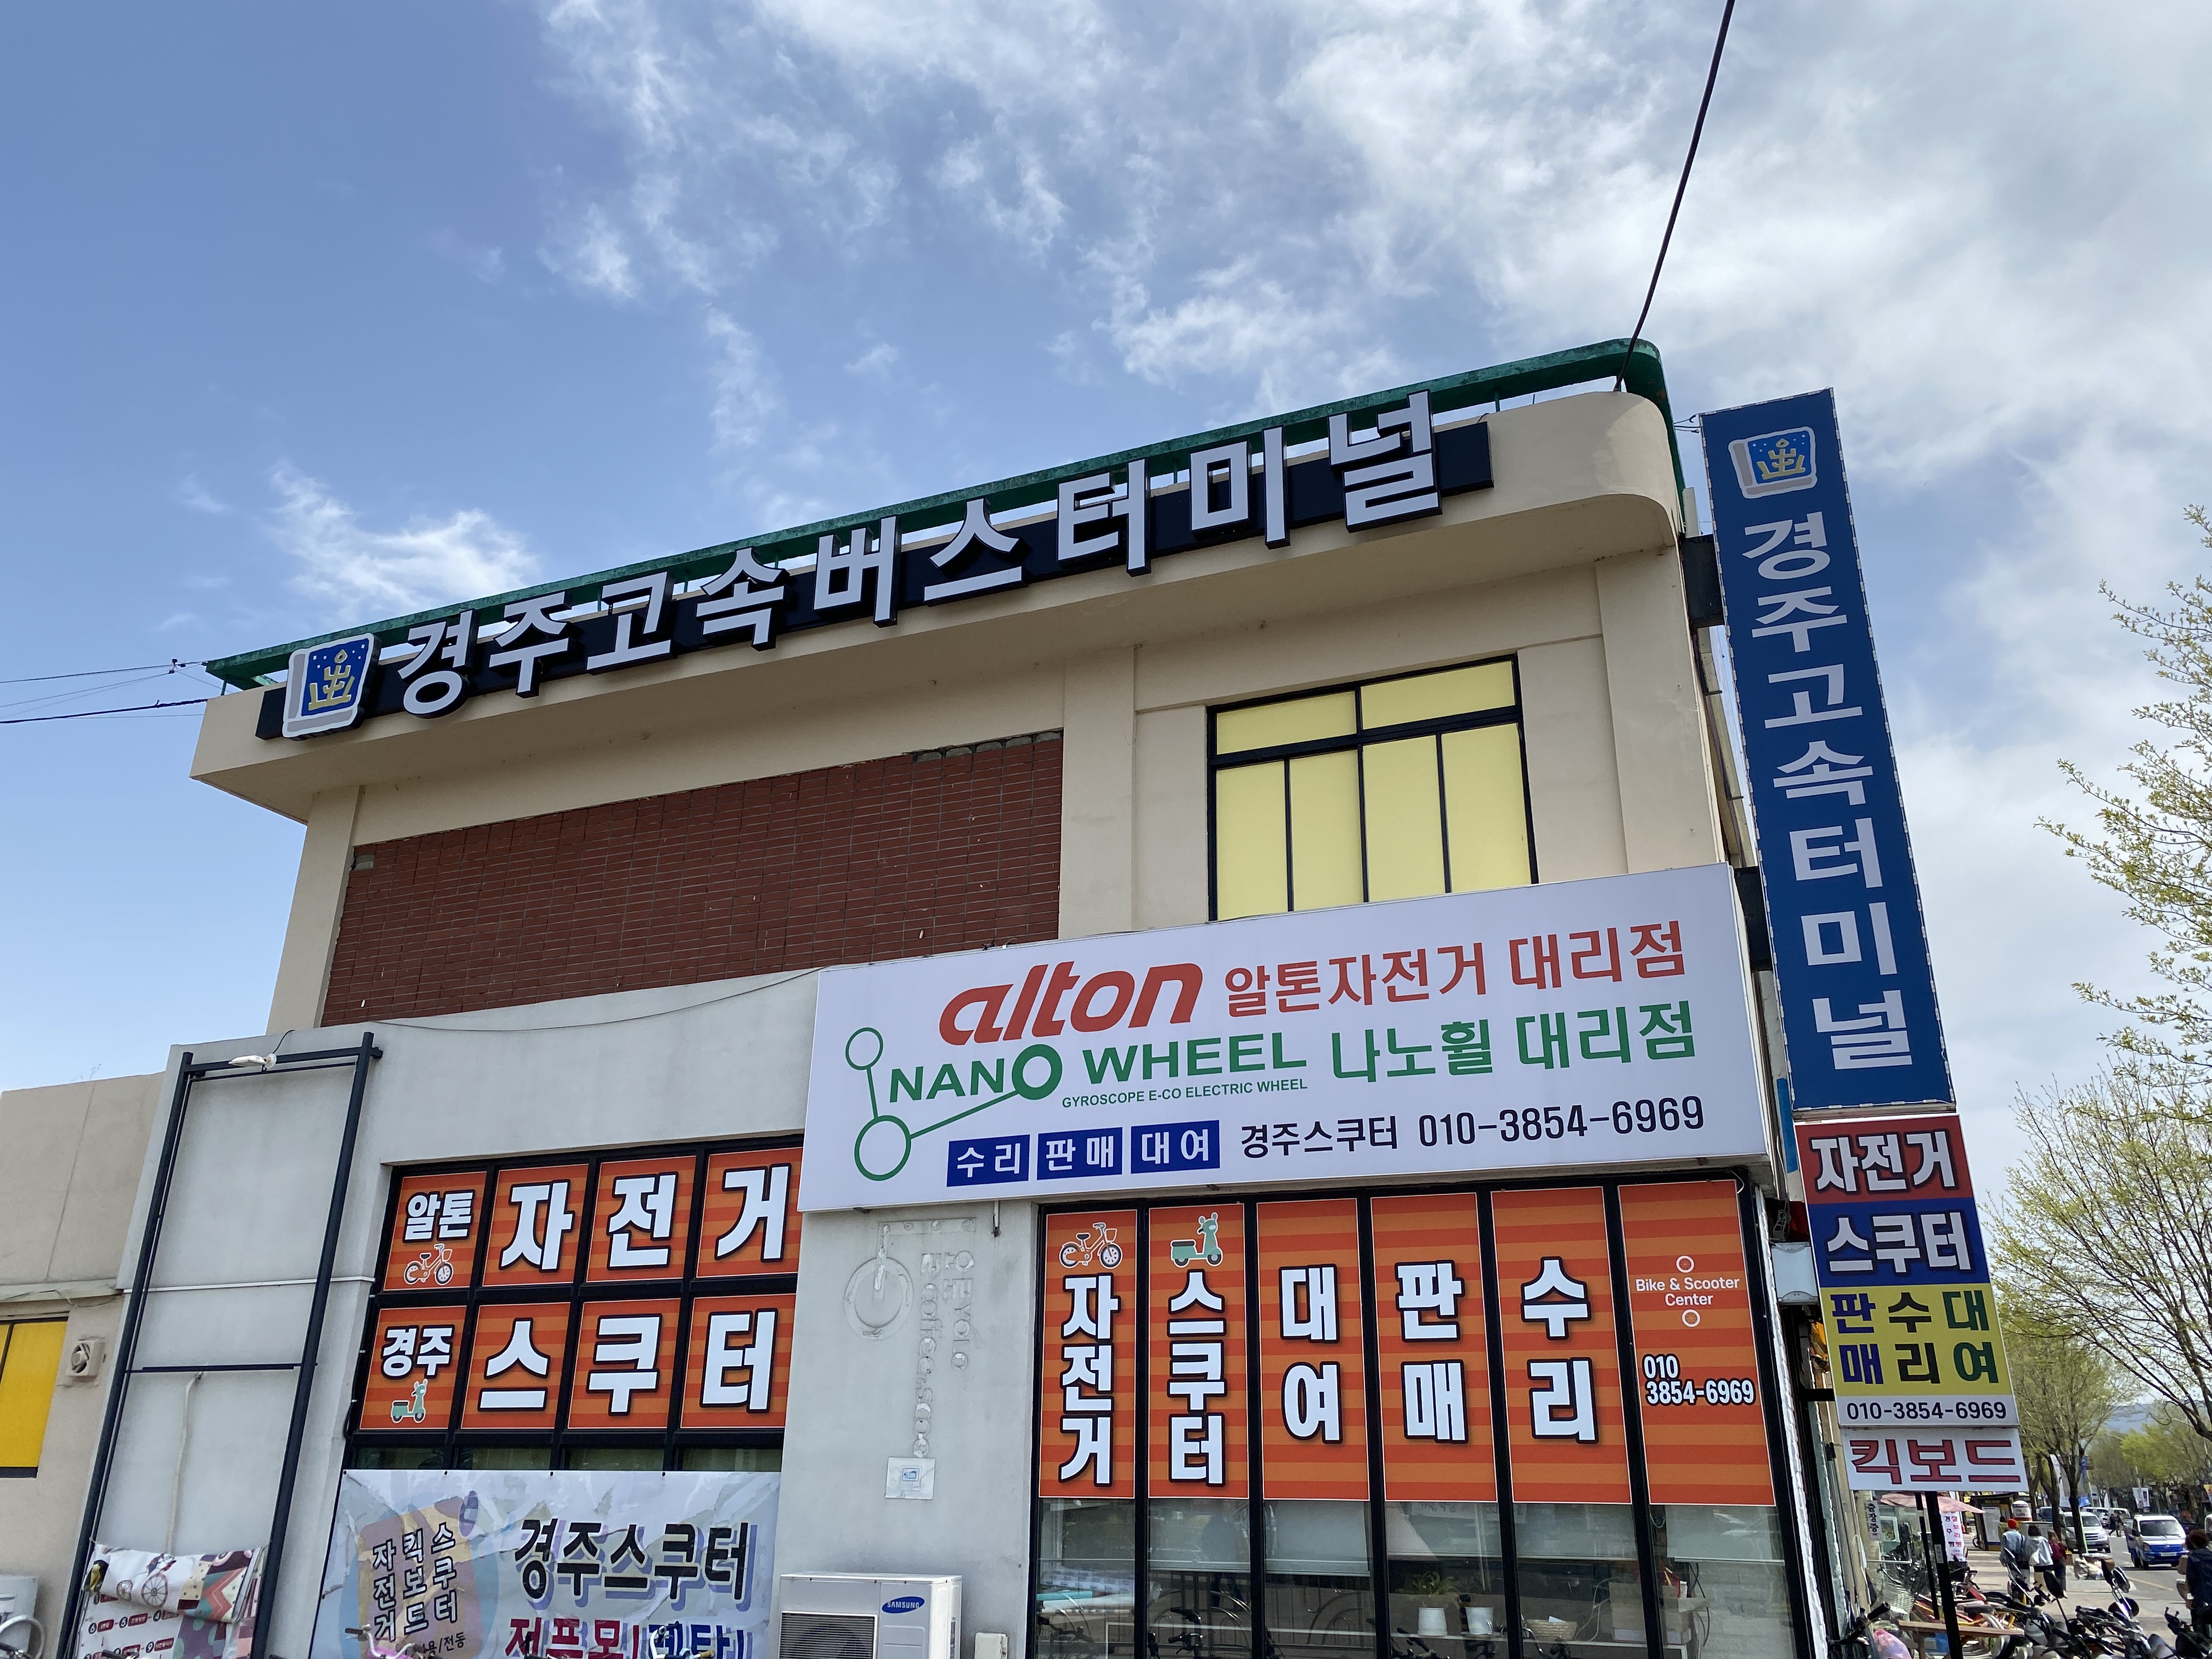 경주고속버스터미널
경주고속터미널
alton 알톤자전거 대리점
NANO WHEEL 나노휠 대리점
GYROSCOPE E-CO ELECTRIC WHEEL
수리 판매 대여 경주스쿠터 010-3854-6969
알톤 자전거
경주 스쿠터
자전거
스쿠터
대여
판매
수리
Bike & Scooter
Center
010
3854-6969
자전거
스쿠터
판매
수리
대여
010-3854-6969
킥보드
자전거
킥보드
스쿠터
경주스쿠터
SAMSUNG